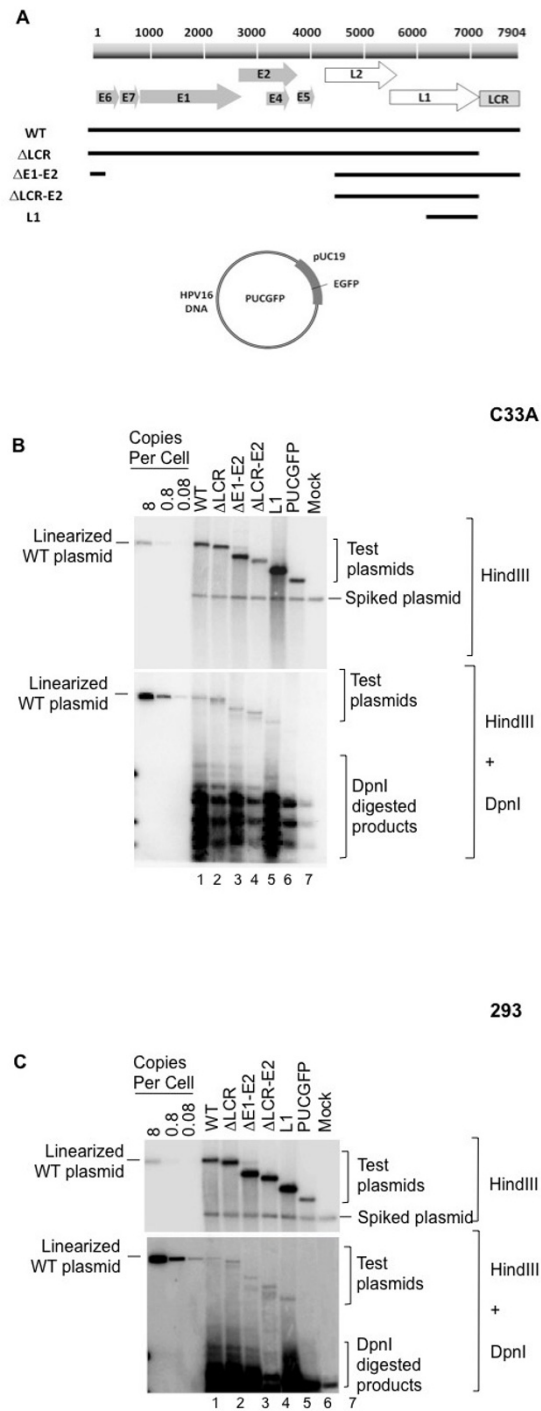 A
1 1000 2000 3000 4000 5000 6000 7000 7904
E2 L2
E6 E7 E1 E4 E5 L1 LCR
WT
ΔLCR
ΔE1-E2
ΔLCR-E2
L1
pUC19
EGFP
HPV16 DNA
PUCGFP
C33A
B
Copies Per Cell
8 0.8 0.08 WT ΔLCR ΔE1-E2 ΔLCR-E2 L1 PUCGFP Mock
Linearized WT plasmid
Test plasmids
Spiked plasmid
HindIII
Linearized WT plasmid
Test plasmids
DpnI digested products
HindIII
+
DpnI
1 2 3 4 5 6 7
293
C
Copies Per Cell
8 0.8 0.08 WT ΔLCR ΔE1-E2 ΔLCR-E2 L1 PUCGFP Mock
Linearized WT plasmid
Test plasmids
Spiked plasmid
HindIII
Linearized WT plasmid
Test plasmids
DpnI digested products
HindIII
+
DpnI
1 2 3 4 5 6 7